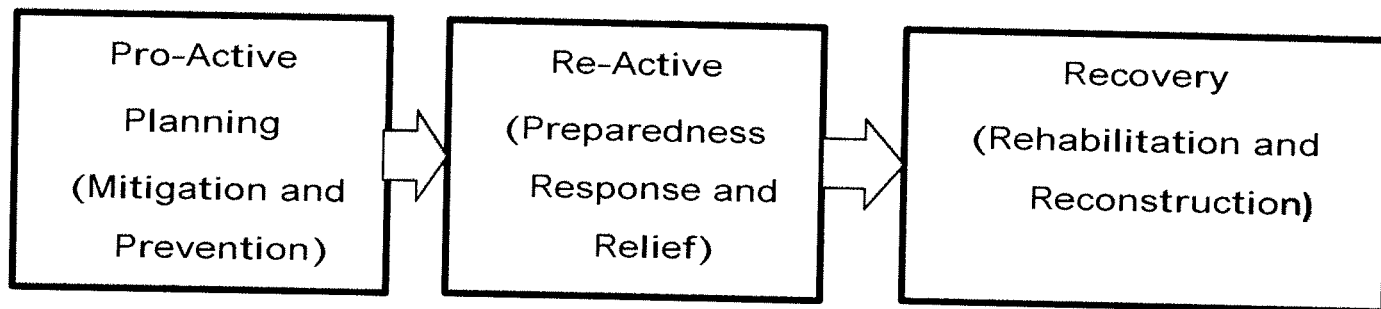 Pro-Active
Planning
(Mitigation and
Prevention)
Re-Active
(Preparedness
Response and
Relief)
Recovery
(Rehabilitation and
Reconstruction)